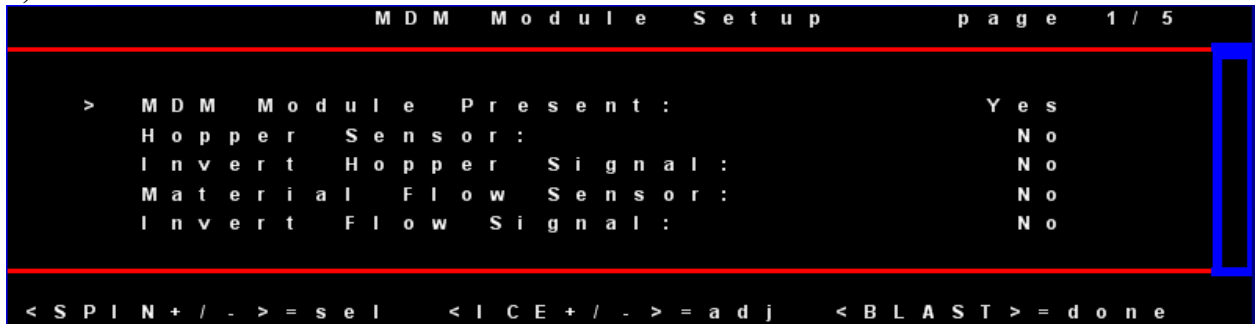 MDM Module Setup page 1/5
> MDM Module Present: Yes
Hopper Sensor: No
Invert Hopper Signal: No
Material Flow Sensor: No
Invert Flow Signal: No
<SPIN+/->=sel <ICE+/->=adj <BLAST>=done